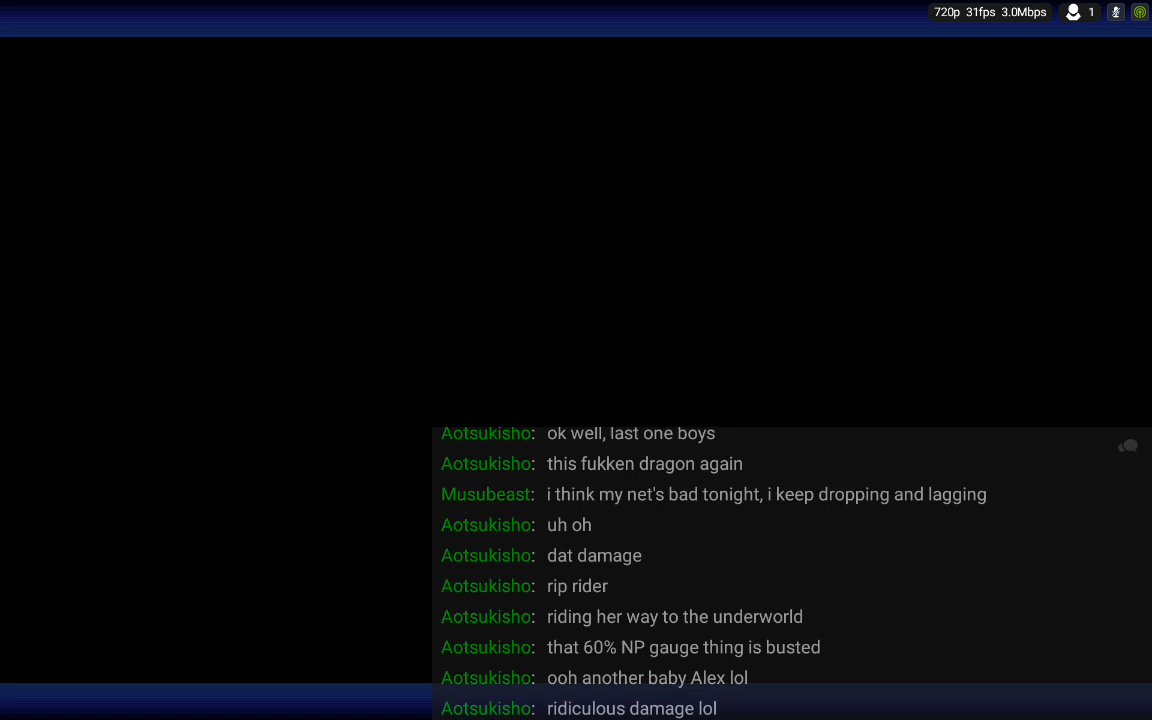 720p 31fps 3.0Mbps 1
Aotsukisho: ok well, last one boys
Aotsukisho: this fukken dragon again
Musubeast: i think my net's bad tonight, i keep dropping and lagging
Aotsukisho: uh oh
Aotsukisho: dat damage
Aotsukisho: rip rider
Aotsukisho: riding her way to the underworld
Aotsukisho: that 60% NP gauge thing is busted
Aotsukisho: ooh another baby Alex lol
Aotsukisho: ridiculous damage lol